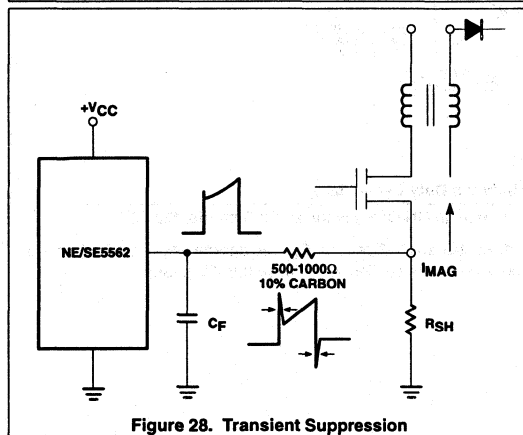 +VCC
NE/SE5562
500-1000Ω
10% CARBON
CF
IMAG
RSH
Figure 28. Transient Suppression